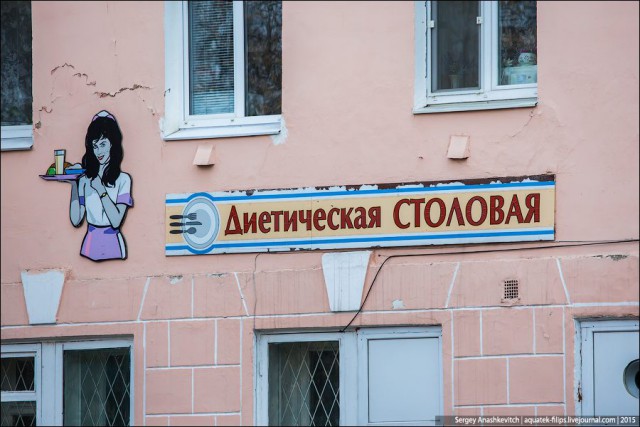 Диетическая СТОЛОВАЯ
Sergey Anashkevitch | aquatek-filips.livejournal.com | 2015